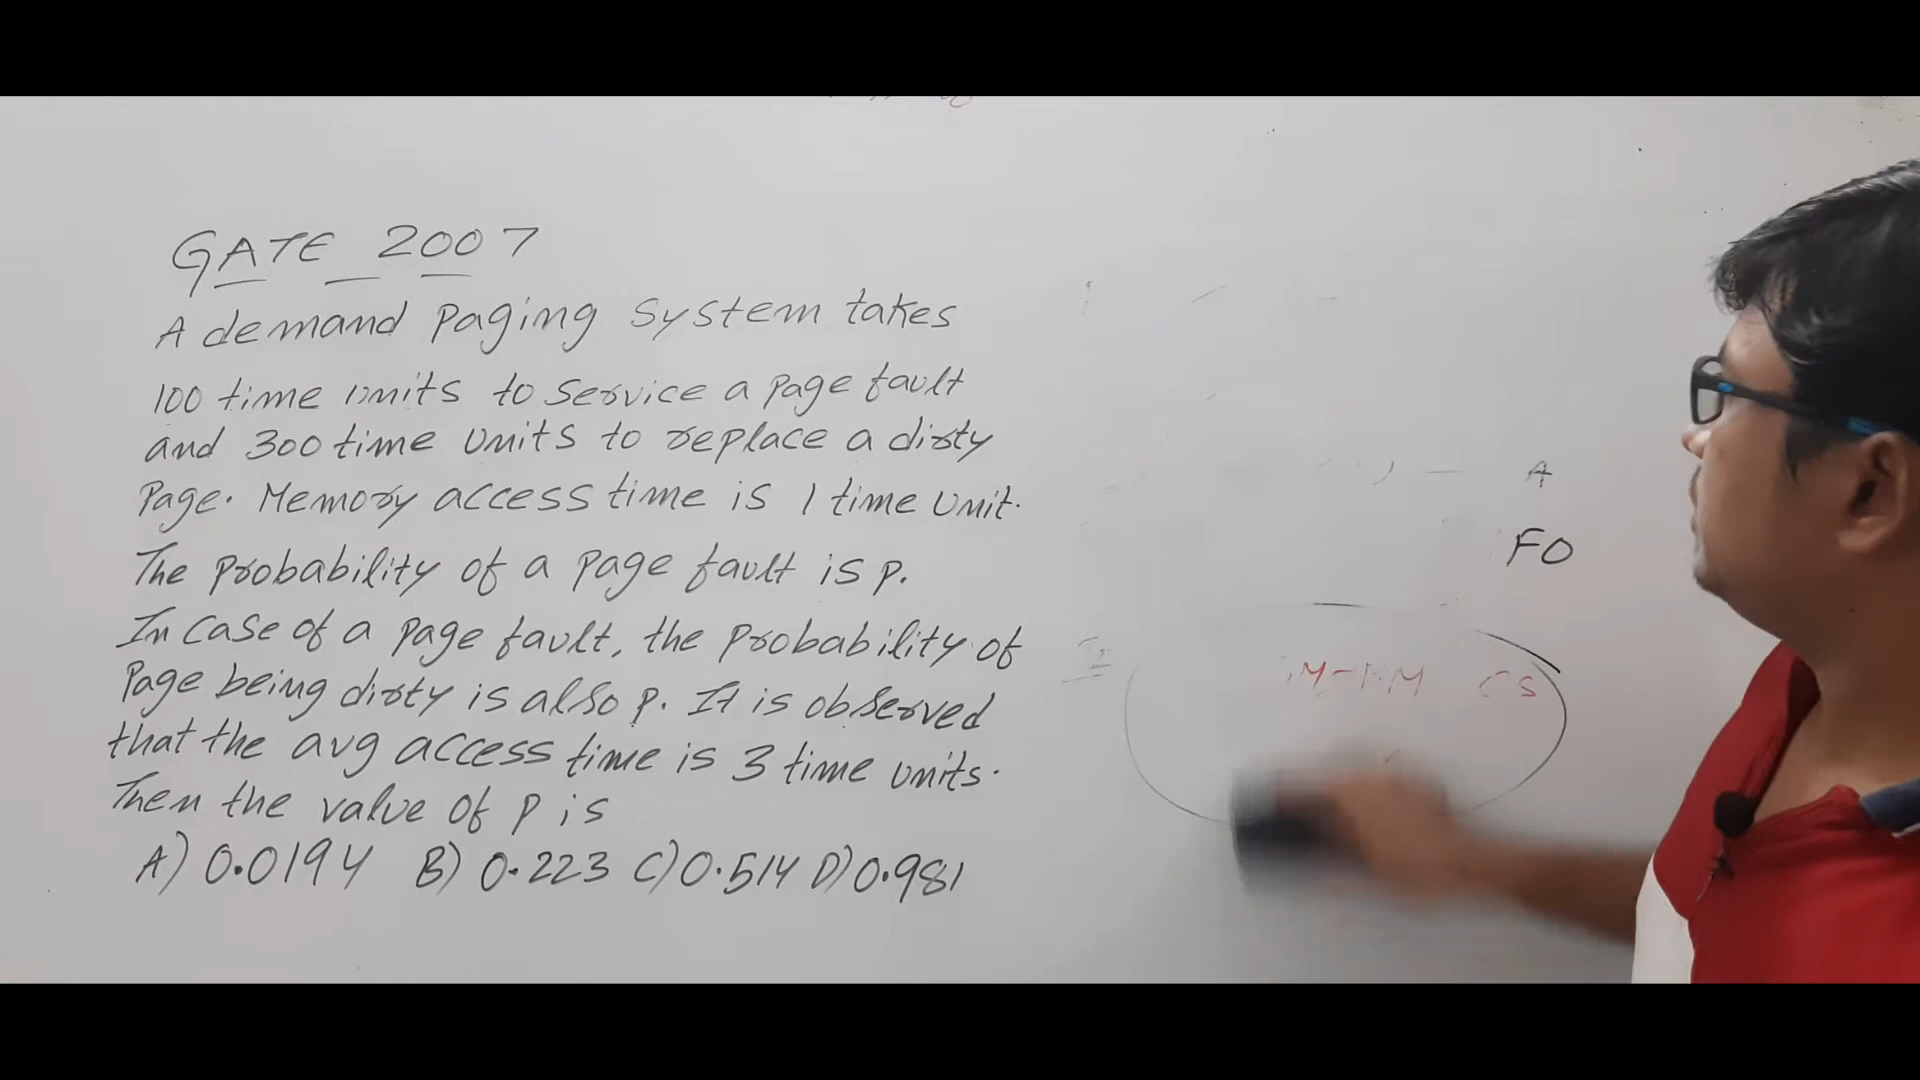 GATE 2007
A demand paging system takes
100 time units to service a page fault
and 300 time units to replace a dirty
page. Memory access time is 1 time unit.
The probability of a page fault is p.
In case of a page fault, the probability of
page being dirty is also p. It is observed
that the avg access time is 3 time units.
Then the value of p is
A) 0.0194 B) 0.223 C) 0.514 D) 0.981
A
FO
CS